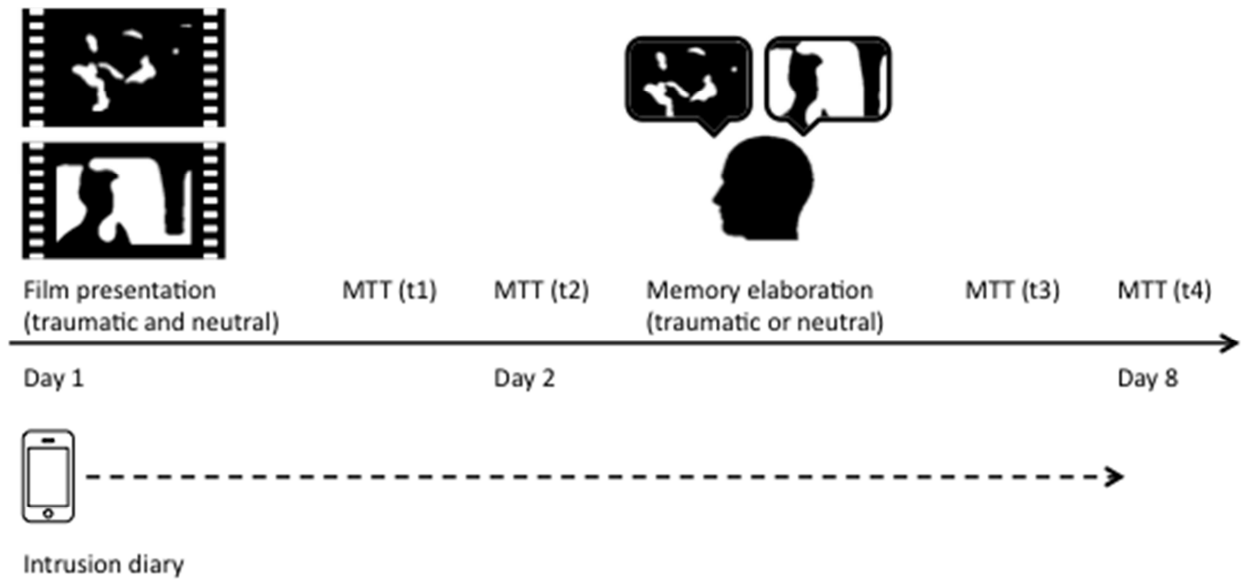 Film presentation
(traumatic and neutral)
MTT (t1)
MTT (t2)
Memory elaboration
(traumatic or neutral)
MTT (t3)
MTT (t4)
Day 1
Day 2
Day 8
Intrusion diary